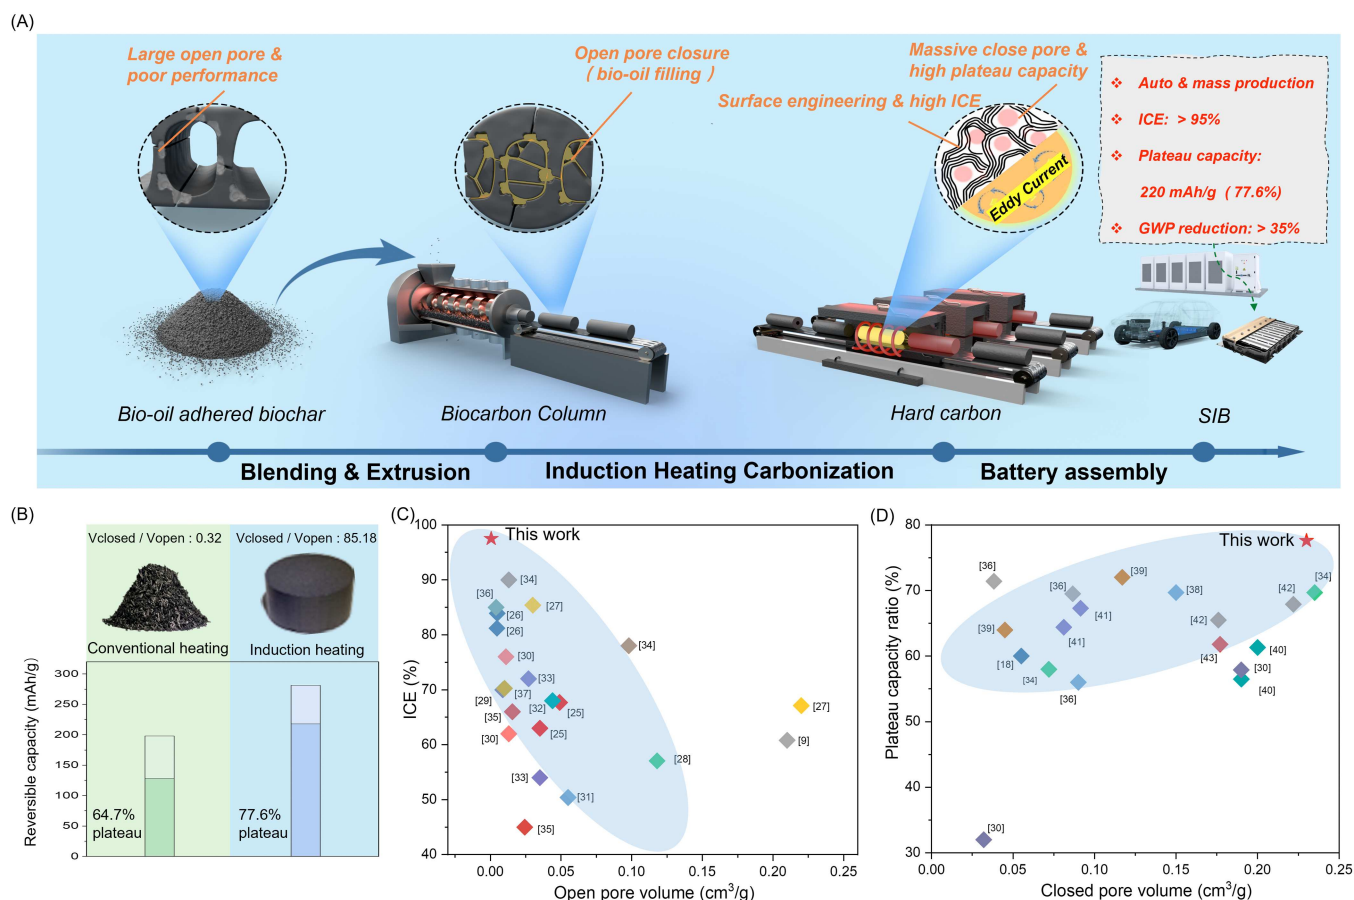 (A)
Large open pore &
poor performance
Open pore closure
( bio-oil filling )
Massive close pore &
high plateau capacity
Surface engineering & high ICE
Eddy Current
❖ Auto & mass production
❖ ICE: > 95%
❖ Plateau capacity:
220 mAh/g ( 77.6%)
❖ GWP reduction: > 35%
Bio-oil adhered biochar
Biocarbon Column
Hard carbon
SIB
Blending & Extrusion
Induction Heating Carbonization
Battery assembly
(B)
Vclosed / Vopen : 0.32
Vclosed / Vopen : 85.18
Conventional heating
Induction heating
Reversible capacity (mAh/g)
300
250
200
150
100
50
0
64.7%
plateau
77.6%
plateau
(C)
ICE (%)
100
90
80
70
60
50
40
This work
[34]
[36]
[27]
[26]
[26]
[34]
[30]
[33]
[29]
[37]
[32]
[25]
[35]
[25]
[30]
[27]
[9]
[28]
[33]
[31]
[35]
0.00
0.05
0.10
0.15
0.20
0.25
Open pore volume (cm³/g)
(D)
Plateau capacity ratio (%)
80
70
60
50
40
30
This work
[36]
[36]
[39]
[38]
[34]
[42]
[41]
[42]
[39]
[41]
[43]
[40]
[18]
[34]
[30]
[40]
[36]
[30]
0.00
0.05
0.10
0.15
0.20
0.25
Closed pore volume (cm³/g)